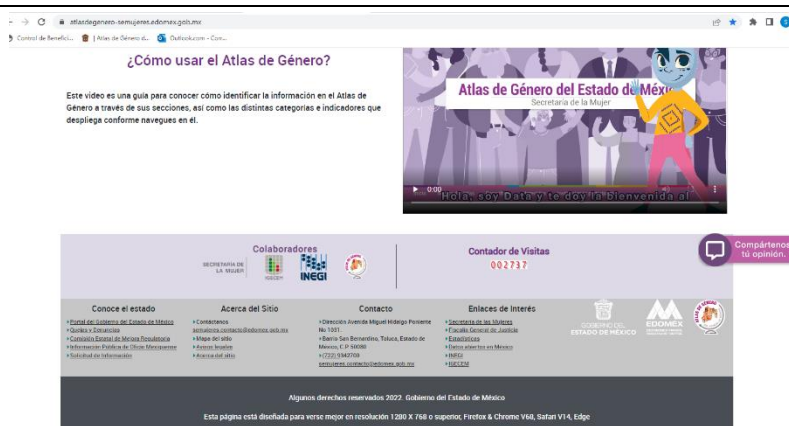 atlasdegenero-semujeres.edomex.gob.mx
Control de Benefici...
| Atlas de Género d...
Outlook.com - Con...
¿Cómo usar el Atlas de Género?
Este video es una guía para conocer cómo identificar la información en el Atlas de
Género a través de sus secciones, así como las distintas categorías e indicadores que
despliega conforme navegues en él.
Atlas de Género del Estado de México
Secretaría de la Mujer
0:00
Hola, soy Data y te doy la bienvenida al
Colaboradores
SECRETARÍA DE
LA MUJER
IGECEM
INEGI
Contador de Visitas
002737
Compártenos
tú opinión.
Conoce el estado
Portal del Gobierno del Estado de México
Quejas y Denuncias
Comisión Estatal de Mejora Regulatoria
Información Pública de Oficio Mexiquense
Solicitud de Información
Acerca del Sitio
Contáctenos
semujeres.contacto@edomex.gob.mx
Mapa del sitio
Avisos legales
Acerca del sitio
Contacto
Dirección Avenida Miguel Hidalgo Poniente
No 1031.
Barrio San Bernardino, Toluca, Estado de
México, C.P. 50080
(722) 9342700
semujeres.contacto@edomex.gob.mx
Enlaces de Interés
Secretaría de las Mujeres
Fiscalía General de Justicia
Estadísticas
Datos abiertos en México
INEGI
IGECEM
GOBIERNO DEL
ESTADO DE MÉXICO
EDOMÉX
Algunos derechos reservados 2022. Gobierno del Estado de México
Esta página está diseñada para verse mejor en resolución 1280 X 768 o superior, Firefox & Chrome V68, Safari V14, Edge